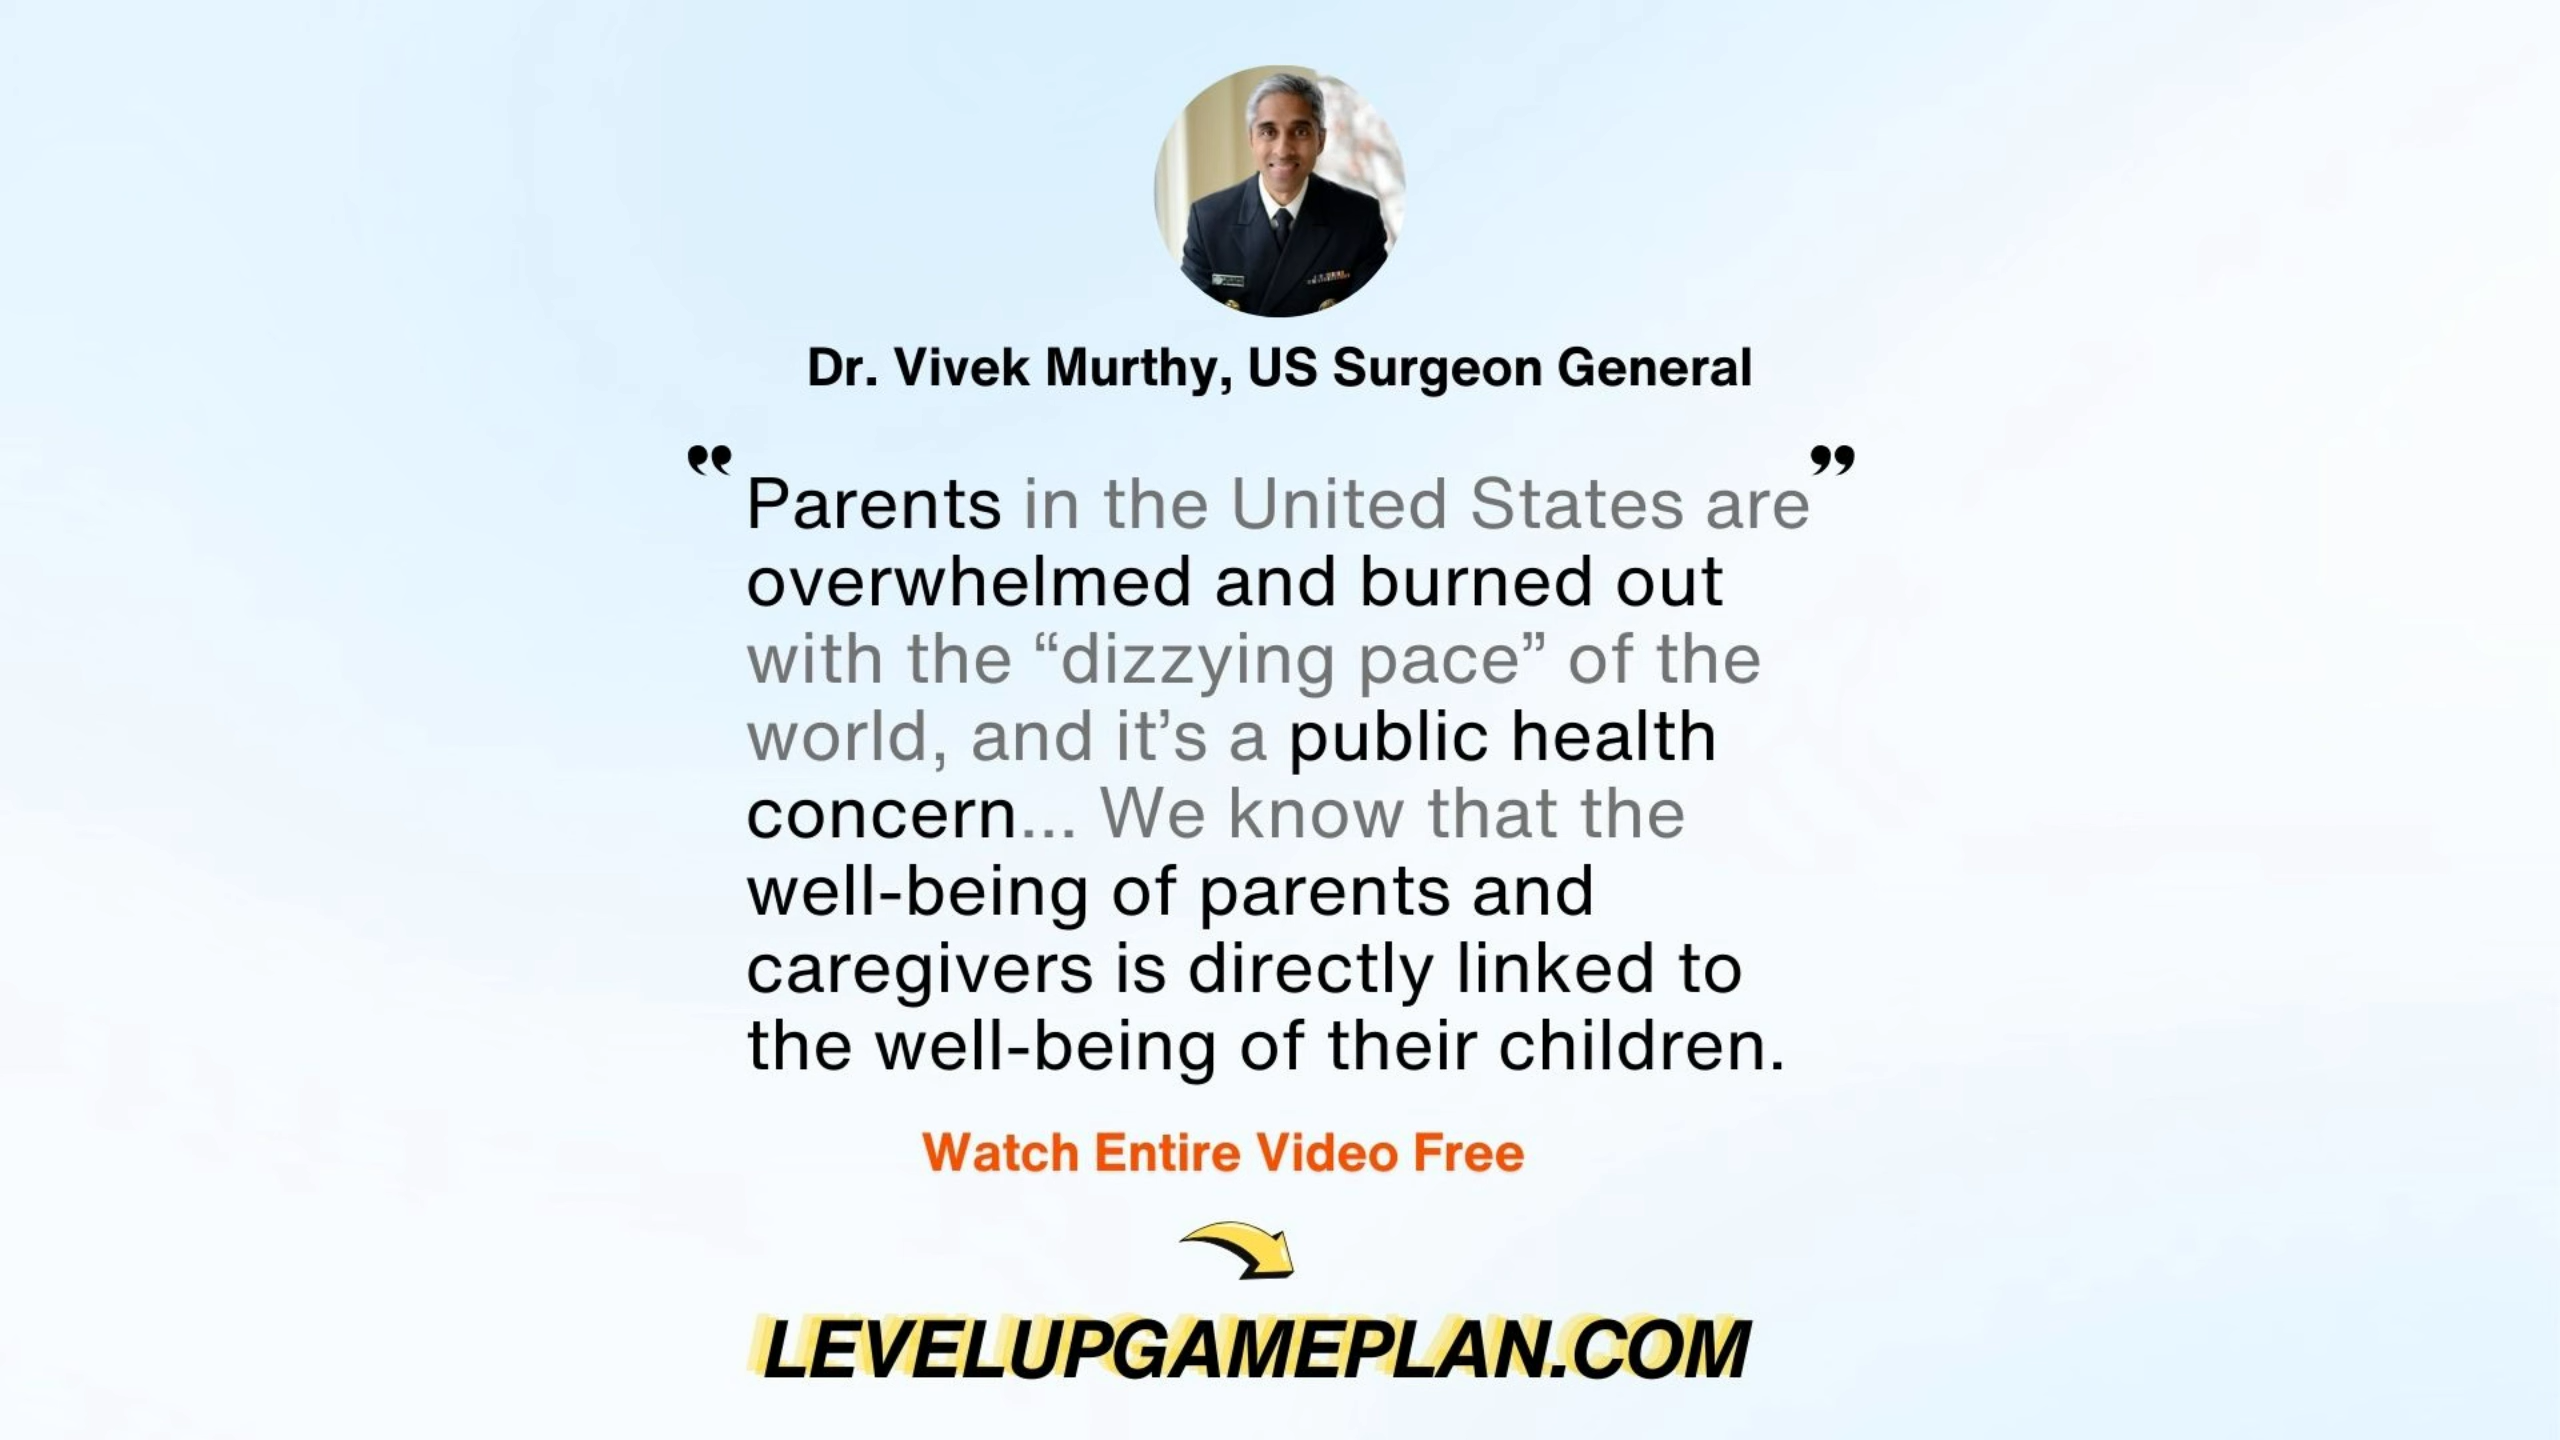 Dr. Vivek Murthy, US Surgeon General
”Parents in the United States are”
overwhelmed and burned out
with the “dizzying pace” of the
world, and it’s a public health
concern... We know that the
well-being of parents and
caregivers is directly linked to
the well-being of their children.
Watch Entire Video Free
LEVELUPGAMEPLAN.COM